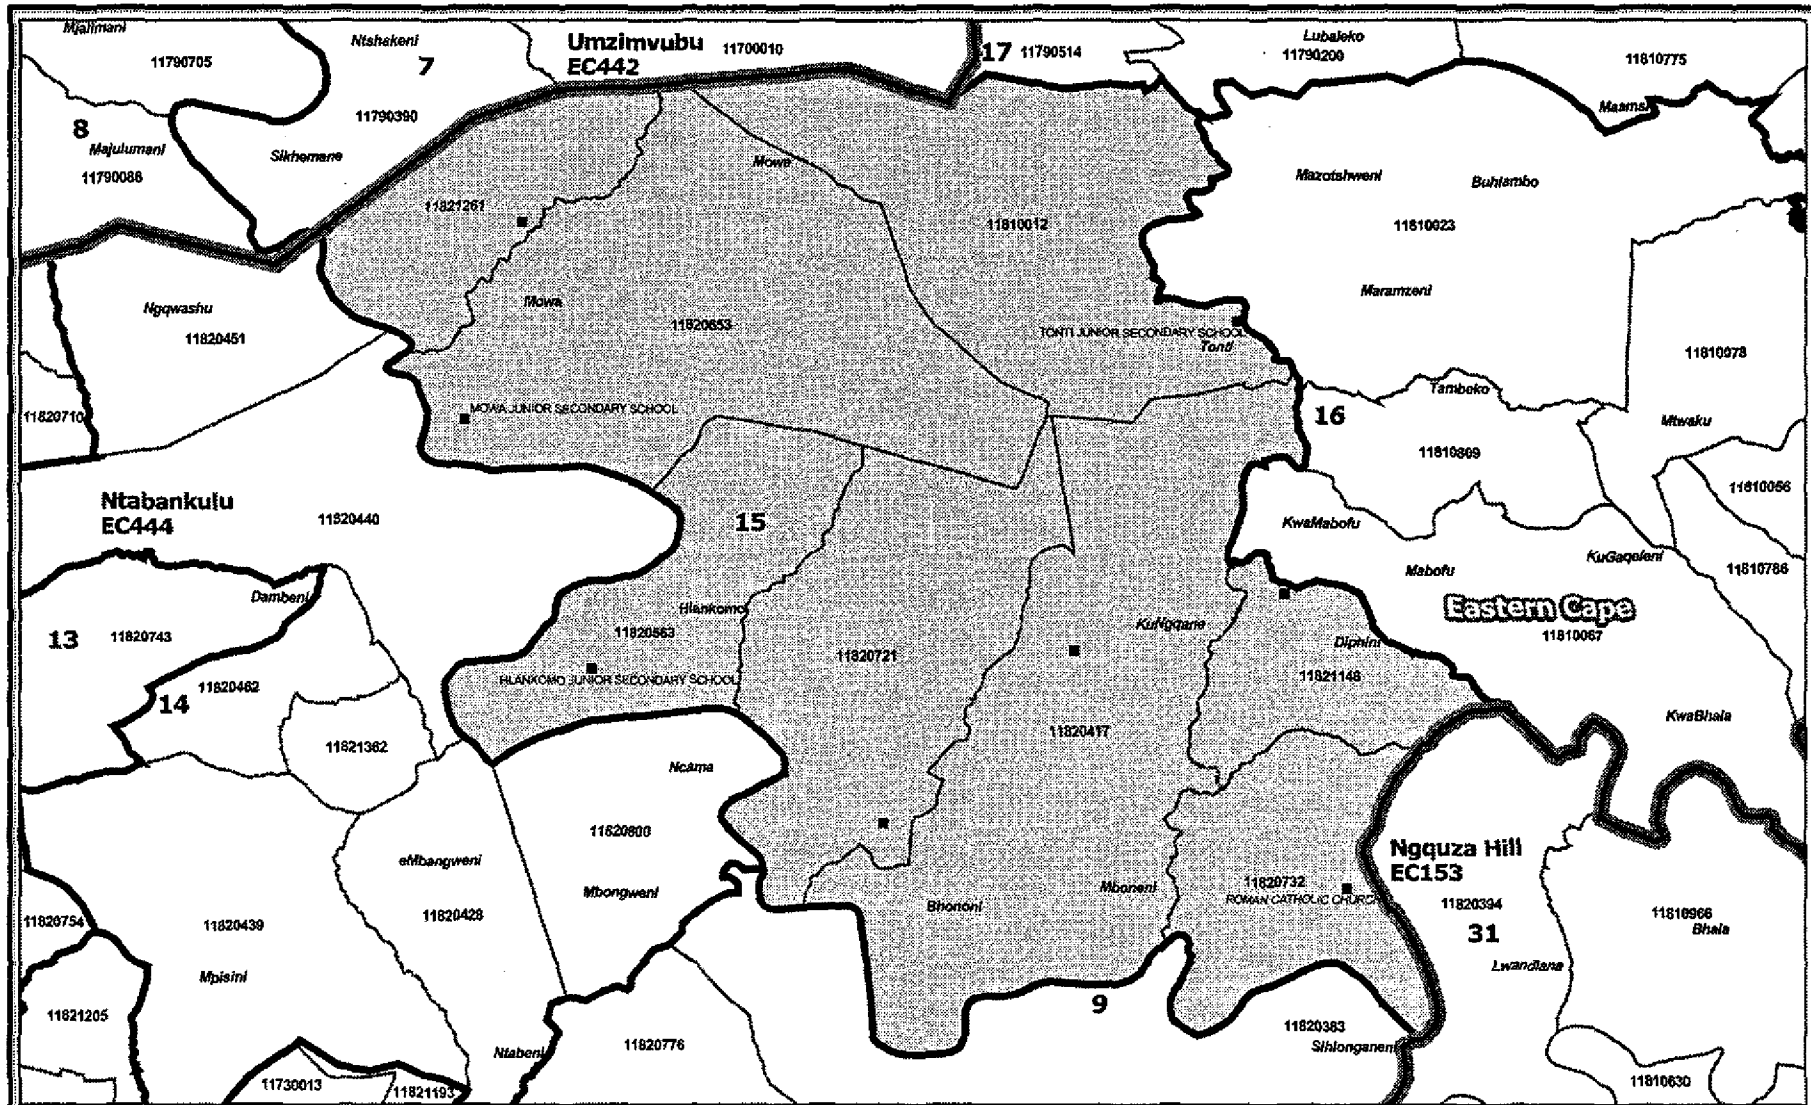 Mjalimani
11790705
Ntshakeni
7
Umzimvubu
EC442
11700010
17
11790514
Lubaleko
11790200
11810775
8
Majulumani
11790086
11790390
Sikhemane
Mowa
Mazotshweni
Buhlambo
11821261
11810012
11810023
Maramzeni
Ngqwashu
11820451
Mowa
11820653
TONTI JUNIOR SECONDARY SCHOOL
Tonti
11810978
Tambeko
11820710
MOWA JUNIOR SECONDARY SCHOOL
16
Mtwaku
11810809
11810056
Ntabankulu
EC444
11820440
15
KwaMabofu
KuGaqeleni
Mabofu
11810786
Dambeni
13
11820743
Hlankomo
11820563
KuNgqane
Eastern Cape
11810067
Diphini
11820721
11821148
HLANKOMO JUNIOR SECONDARY SCHOOL
11820462
14
KwaBhala
11820417
11821362
Ncama
11820800
eMbangweni
Mbongweni
11820428
Ngquza Hill
EC153
Mboneni
11820732
ROMAN CATHOLIC CHURCH
Bhononi
11820394
31
11810966
Bhala
11820754
11820439
Mpisini
Lwandlana
9
11821205
11820383
Sihlonganeni
11820776
Ntabeni
11730013
11821193
11810630